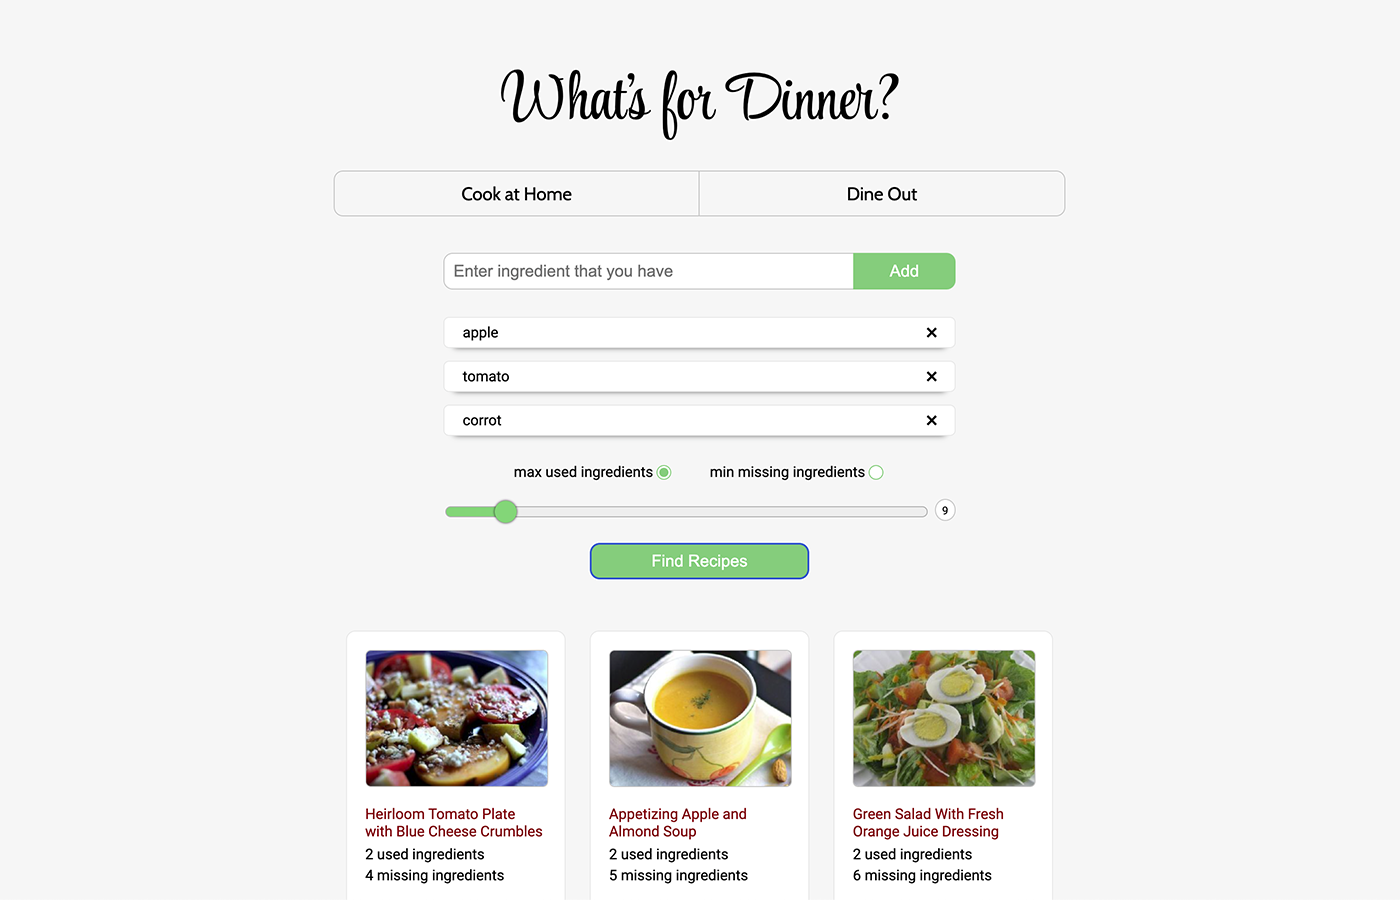 What's for Dinner?
Cook at Home
Dine Out
Enter ingredient that you have
Add
apple
tomato
corrot
max used ingredients
min missing ingredients
9
Find Recipes
Heirloom Tomato Plate
with Blue Cheese Crumbles
2 used ingredients
4 missing ingredients
Appetizing Apple and
Almond Soup
2 used ingredients
5 missing ingredients
Green Salad With Fresh
Orange Juice Dressing
2 used ingredients
6 missing ingredients